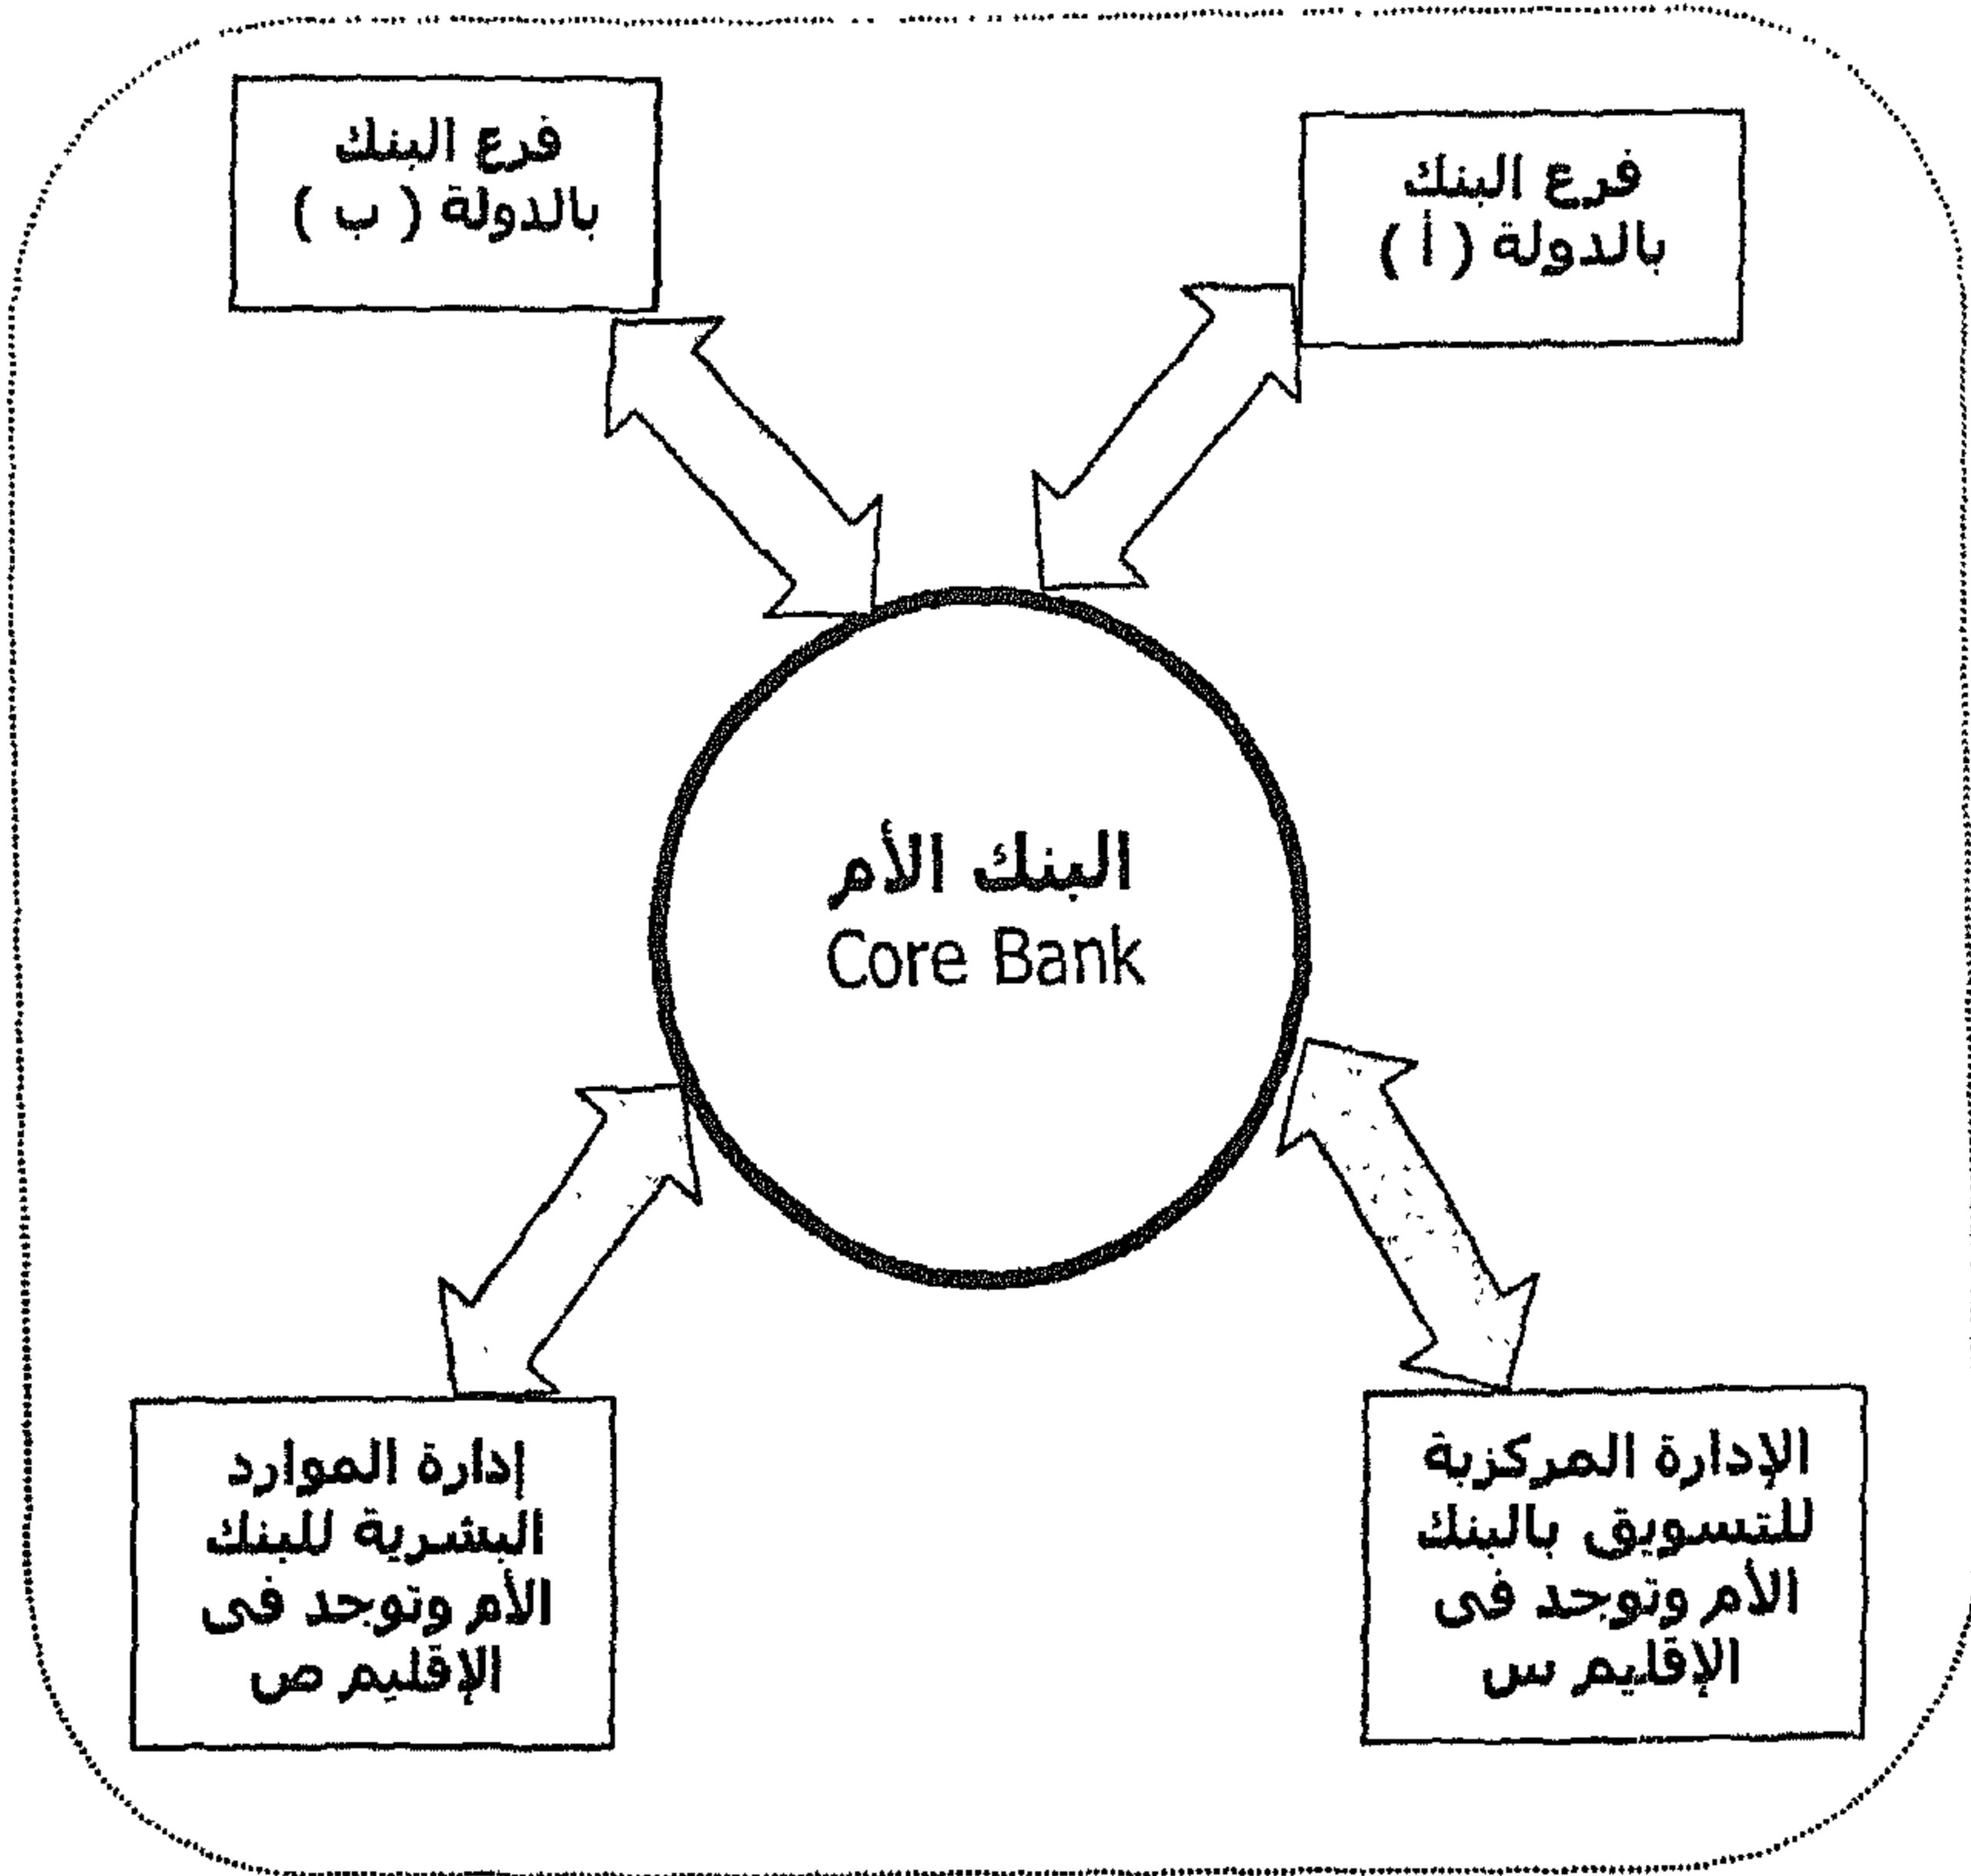 فرع البنك
بالدولة ( أ )
فرع البنك
بالدولة ( ب )
البنك الأم
Core Bank
الإدارة المركزية
للتسويق بالبنك
الأم وتوجد فى
الإقليم س
إدارة الموارد
البشرية للبنك
الأم وتوجد فى
الإقليم ص